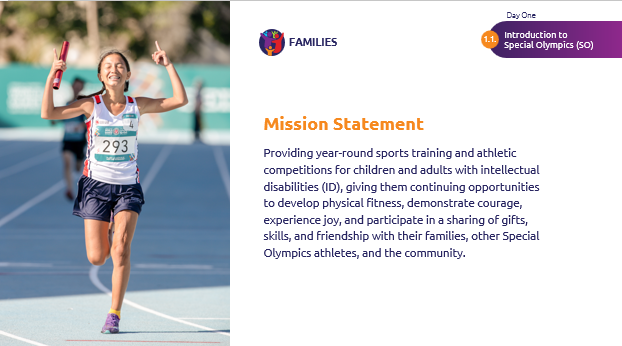 Day One
1.1.
Introduction to
Special Olympics (SO)
FAMILIES
Mission Statement
Providing year-round sports training and athletic
competitions for children and adults with intellectual
disabilities (ID), giving them continuing opportunities
to develop physical fitness, demonstrate courage,
experience joy, and participate in a sharing of gifts,
skills, and friendship with their families, other Special
Olympics athletes, and the community.
4
293